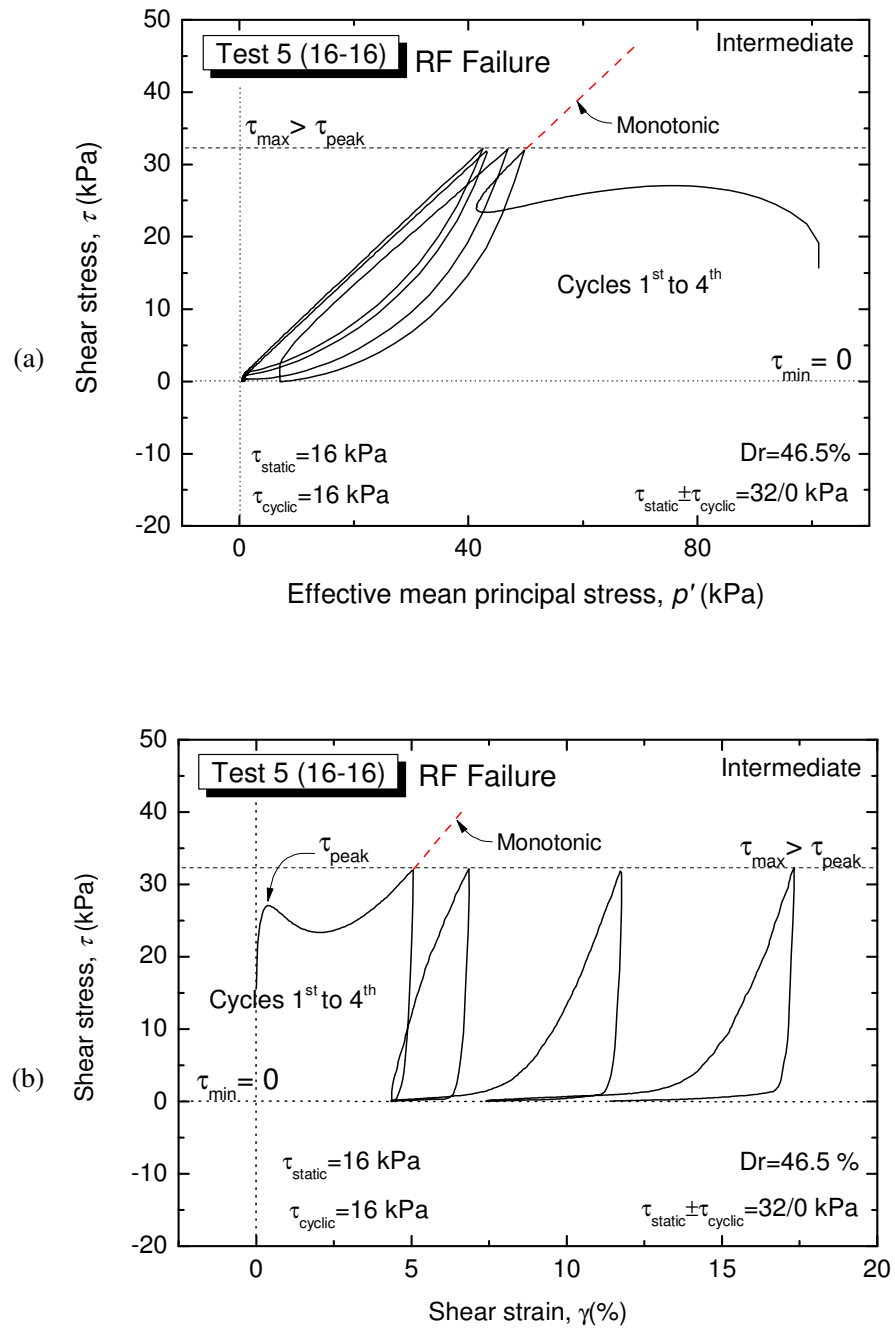 Test 5 (16-16)
RF Failure
Intermediate
Monotonic
τmax > τpeak
Cycles 1st to 4th
τmin = 0
τstatic=16 kPa
Dr=46.5%
τcyclic=16 kPa
τstatic±τcyclic=32/0 kPa
50
40
30
20
10
0
-10
-20
0
40
80
Shear stress, τ (kPa)
Effective mean principal stress, p' (kPa)
(a)
Test 5 (16-16)
RF Failure
Intermediate
Monotonic
τpeak
τmax > τpeak
Cycles 1st to 4th
τmin = 0
τstatic=16 kPa
Dr=46.5 %
τcyclic=16 kPa
τstatic±τcyclic=32/0 kPa
50
40
30
20
10
0
-10
-20
0
5
10
15
20
Shear stress, τ (kPa)
Shear strain, γ(%)
(b)